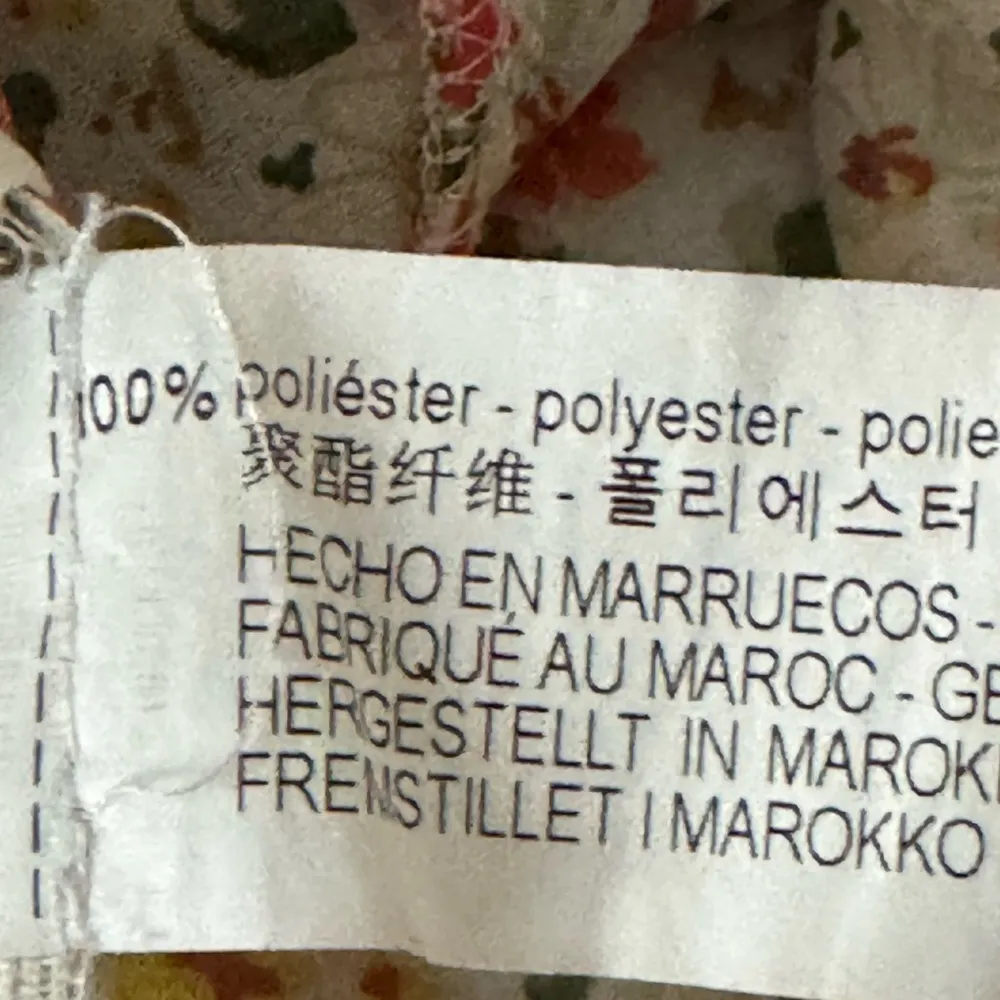 100% poliéster - polyester - polie
聚酯纤维 - 폴리에스터
HECHO EN MARRUECOS -
FABRIQUÉ AU MAROC - GE
HERGESTELLT IN MAROK
FRENSTILLET I MAROKKO